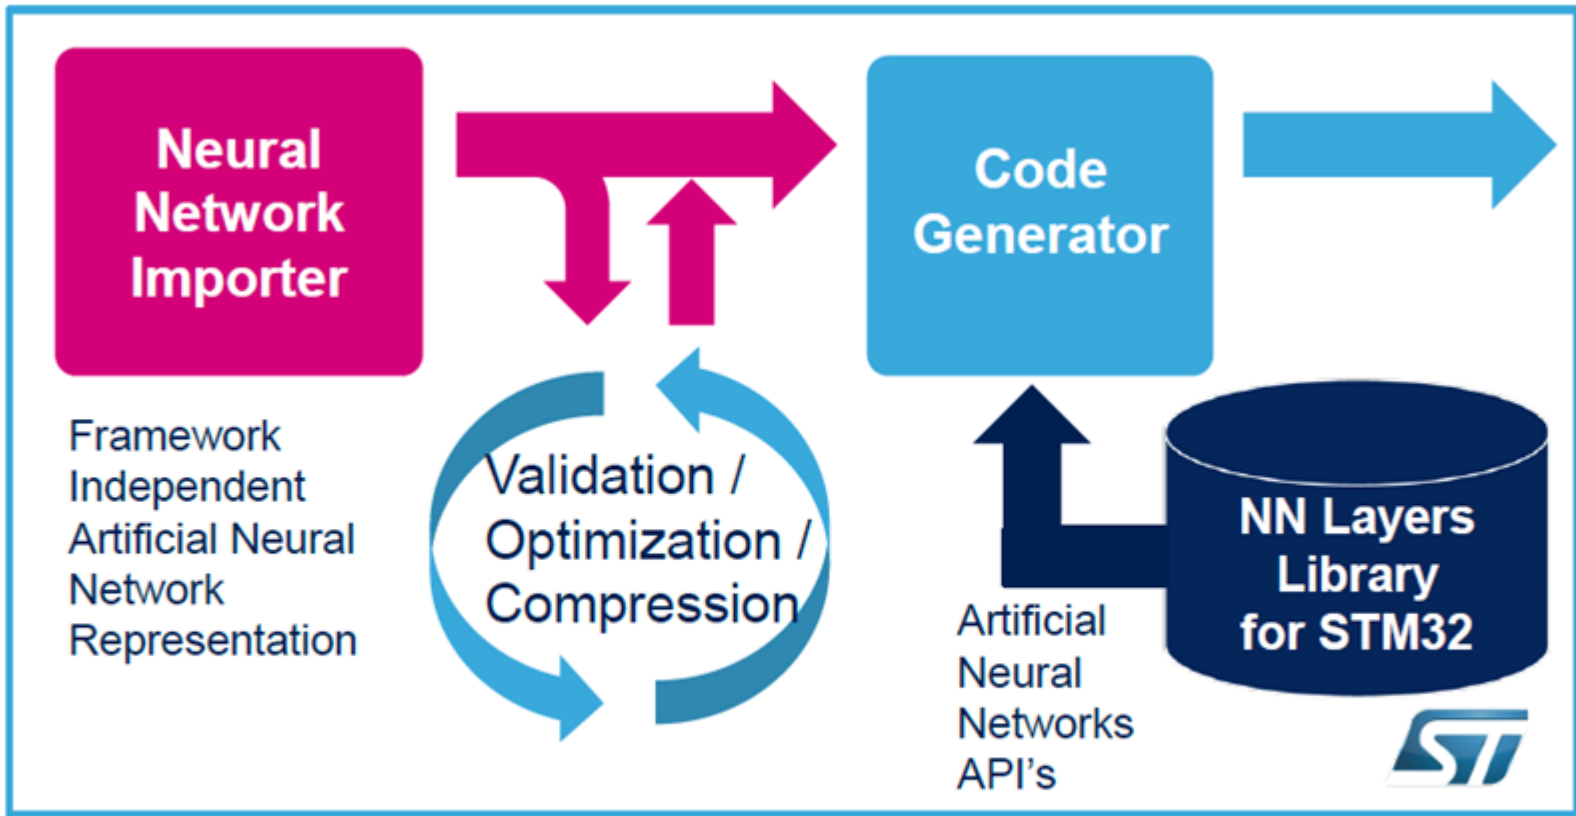 Neural
Network
Importer
Code
Generator
Framework
Independent
Artificial Neural
Network
Representation
Validation /
Optimization /
Compression
NN Layers
Library
for STM32
Artificial
Neural
Networks
API's
ST